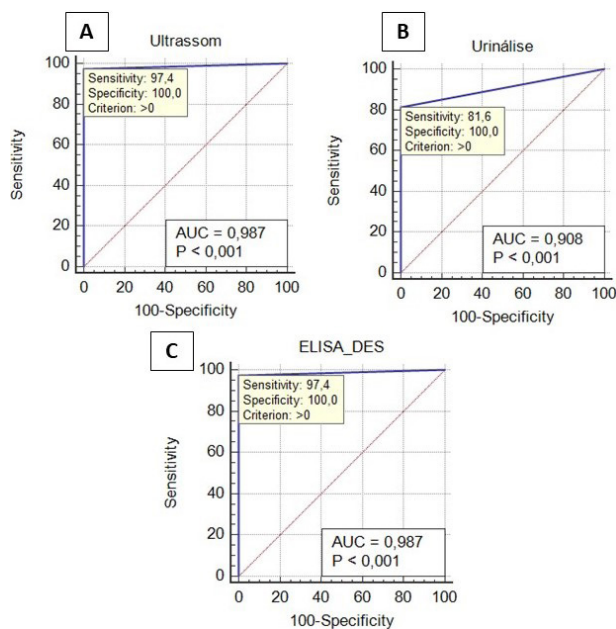 A
Ultrassom
100
80
60
40
20
0
Sensitivity
Sensitivity: 97,4
Specificity: 100,0
Criterion: >0
AUC = 0,987
P < 0,001
0 20 40 60 80 100
100-Specificity
B
Urinálise
100
80
60
40
20
0
Sensitivity
Sensitivity: 81,6
Specificity: 100,0
Criterion: >0
AUC = 0,908
P < 0,001
0 20 40 60 80 100
100-Specificity
C
ELISA_DES
100
80
60
40
20
0
Sensitivity
Sensitivity: 97,4
Specificity: 100,0
Criterion: >0
AUC = 0,987
P < 0,001
0 20 40 60 80 100
100-Specificity